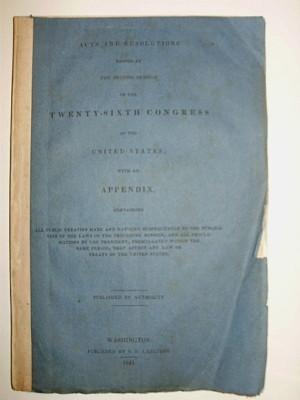 ACTS AND RESOLUTIONS
PASSED AT
THE SECOND SESSION
OF THE
TWENTY-SIXTH CONGRESS
OF THE
UNITED STATES;
WITH AN
APPENDIX,
CONTAINING
ALL PUBLIC TREATIES MADE AND RATIFIED SUBSEQUENTLY TO THE PUBLICA-
TION OF THE LAWS OF THE PRECEDING SESSION, AND ALL PROCLA-
MATIONS BY THE PRESIDENT, PROMULGATED WITHIN THE
SAME PERIOD, THAT AFFECT ANY LAW OR
TREATY OF THE UNITED STATES.
PUBLISHED BY AUTHORITY.
WASHINGTON:
PUBLISHED BY
1841.